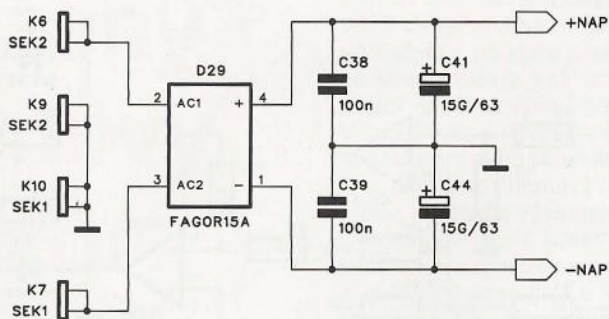 K6
SEK2
K9
SEK2
K10
SEK1
K7
SEK1
D29
2 AC1 + 4
3 AC2 − 1
FAGOR15A
C38
100n
C41
+
15G/63
C39
100n
C44
+
15G/63
+NAP
−NAP